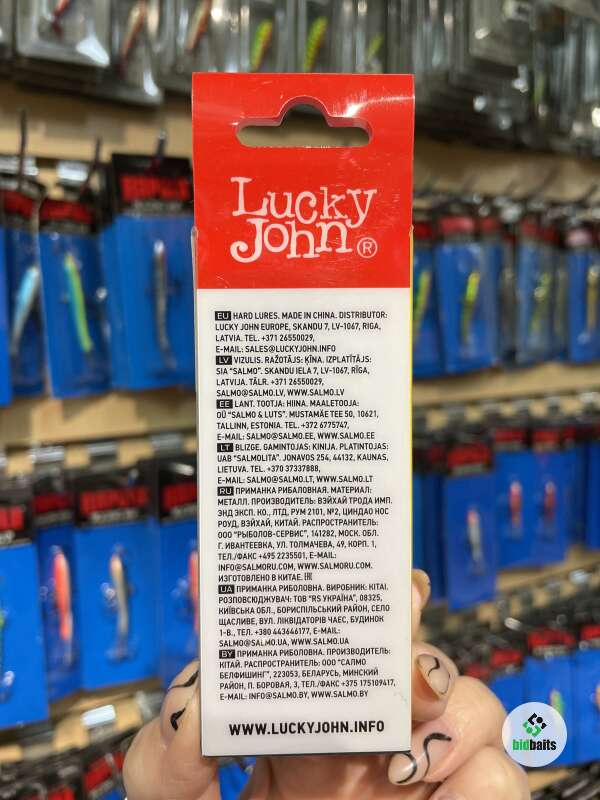 Lucky
John®
EU HARD LURES. MADE IN CHINA. DISTRIBUTOR:
LUCKY JOHN EUROPE, SKANDU 7, LV-1067, RIGA,
LATVIA. TEL. +371 26550029,
E-MAIL: SALES@LUCKYJOHN.INFO
LV VIZULIS. RAŽOTĀJS: ĶĪNA. IZPLATĪTĀJS:
SIA "SALMO". SKANDU IELA 7, LV-1067, RĪGA,
LATVIJA. TĀLR. +371 26550029,
SALMO@SALMO.LV, WWW.SALMO.LV
EE LANT. TOOTJA: HIINA. MAALETOOJA:
OÜ "SALMO & LUTS". MUSTAMÄE TEE 50, 10621,
TALLINN, ESTONIA. TEL. +372 6775747,
E-MAIL: SALMO@SALMO.EE, WWW.SALMO.EE
LT BLIZGE. GAMINTOJAS: KINIJA. PLATINTOJAS:
UAB "SALMOLITA". JONAVOS 254, 44132, KAUNAS,
LIETUVA. TEL. +370 37337888,
E-MAIL: SALMO@SALMO.LT, WWW.SALMO.LT
RU ПРИМАНКА РЫБОЛОВНАЯ. МАТЕРИАЛ:
МЕТАЛЛ. ПРОИЗВОДИТЕЛЬ: ВЭЙХАЙ ТРОДА ИМП.
ЭНД ЭКСП. КО., ЛТД, РУМ 2101, №2, ЦИНДАО НОС
РОУД, ВЭЙХАЙ, КИТАЙ. РАСПРОСТРАНИТЕЛЬ:
ООО "РЫБОЛОВ-СЕРВИС", 141282, МОСК. ОБЛ.
Г. ИВАНТЕЕВКА, УЛ. ТОЛМАЧЕВА, 49, КОРП. 1,
ТЕЛ./ФАКС +495 2235501, E-MAIL:
INFO@SALMORU.COM, WWW.SALMORU.COM.
ИЗГОТОВЛЕНО В КИТАЕ. EAC
UA ПРИМАНКА РИБОЛОВНА. ВИРОБНИК: КІТАІ.
РОЗПОВСЮДЖУВАЧ: ТОВ "RS УКРАЇНА", 08325,
КИЇВСЬКА ОБЛ., БОРИСПІЛЬСЬКИЙ РАЙОН, СЕЛО
ЩАСЛИВЕ, ВУЛ. ЛІКВІДАТОРІВ ЧАЕС, БУДИНОК
1-В., ТЕЛ. +380 443646177, E-MAIL:
SALMO@SALMO.UA, WWW.SALMO.UA
BY ПРИМАНКА РИБОЛОВНА. ПРОИЗВОДИТЕЛЬ:
КІТАЙ. РАСПРОСТРАНИТЕЛЬ: ООО "САЛМО
БЕЛФИШИНГ", 223053, БЕЛАРУСЬ, МИНСКИЙ
РАЙОН, П. БОРОВАЯ, 3, ТЕЛ./ФАКС +375 175109417,
E-MAIL: INFO@SALMO.BY, WWW.SALMO.BY
WWW.LUCKYJOHN.INFO
bidbaits